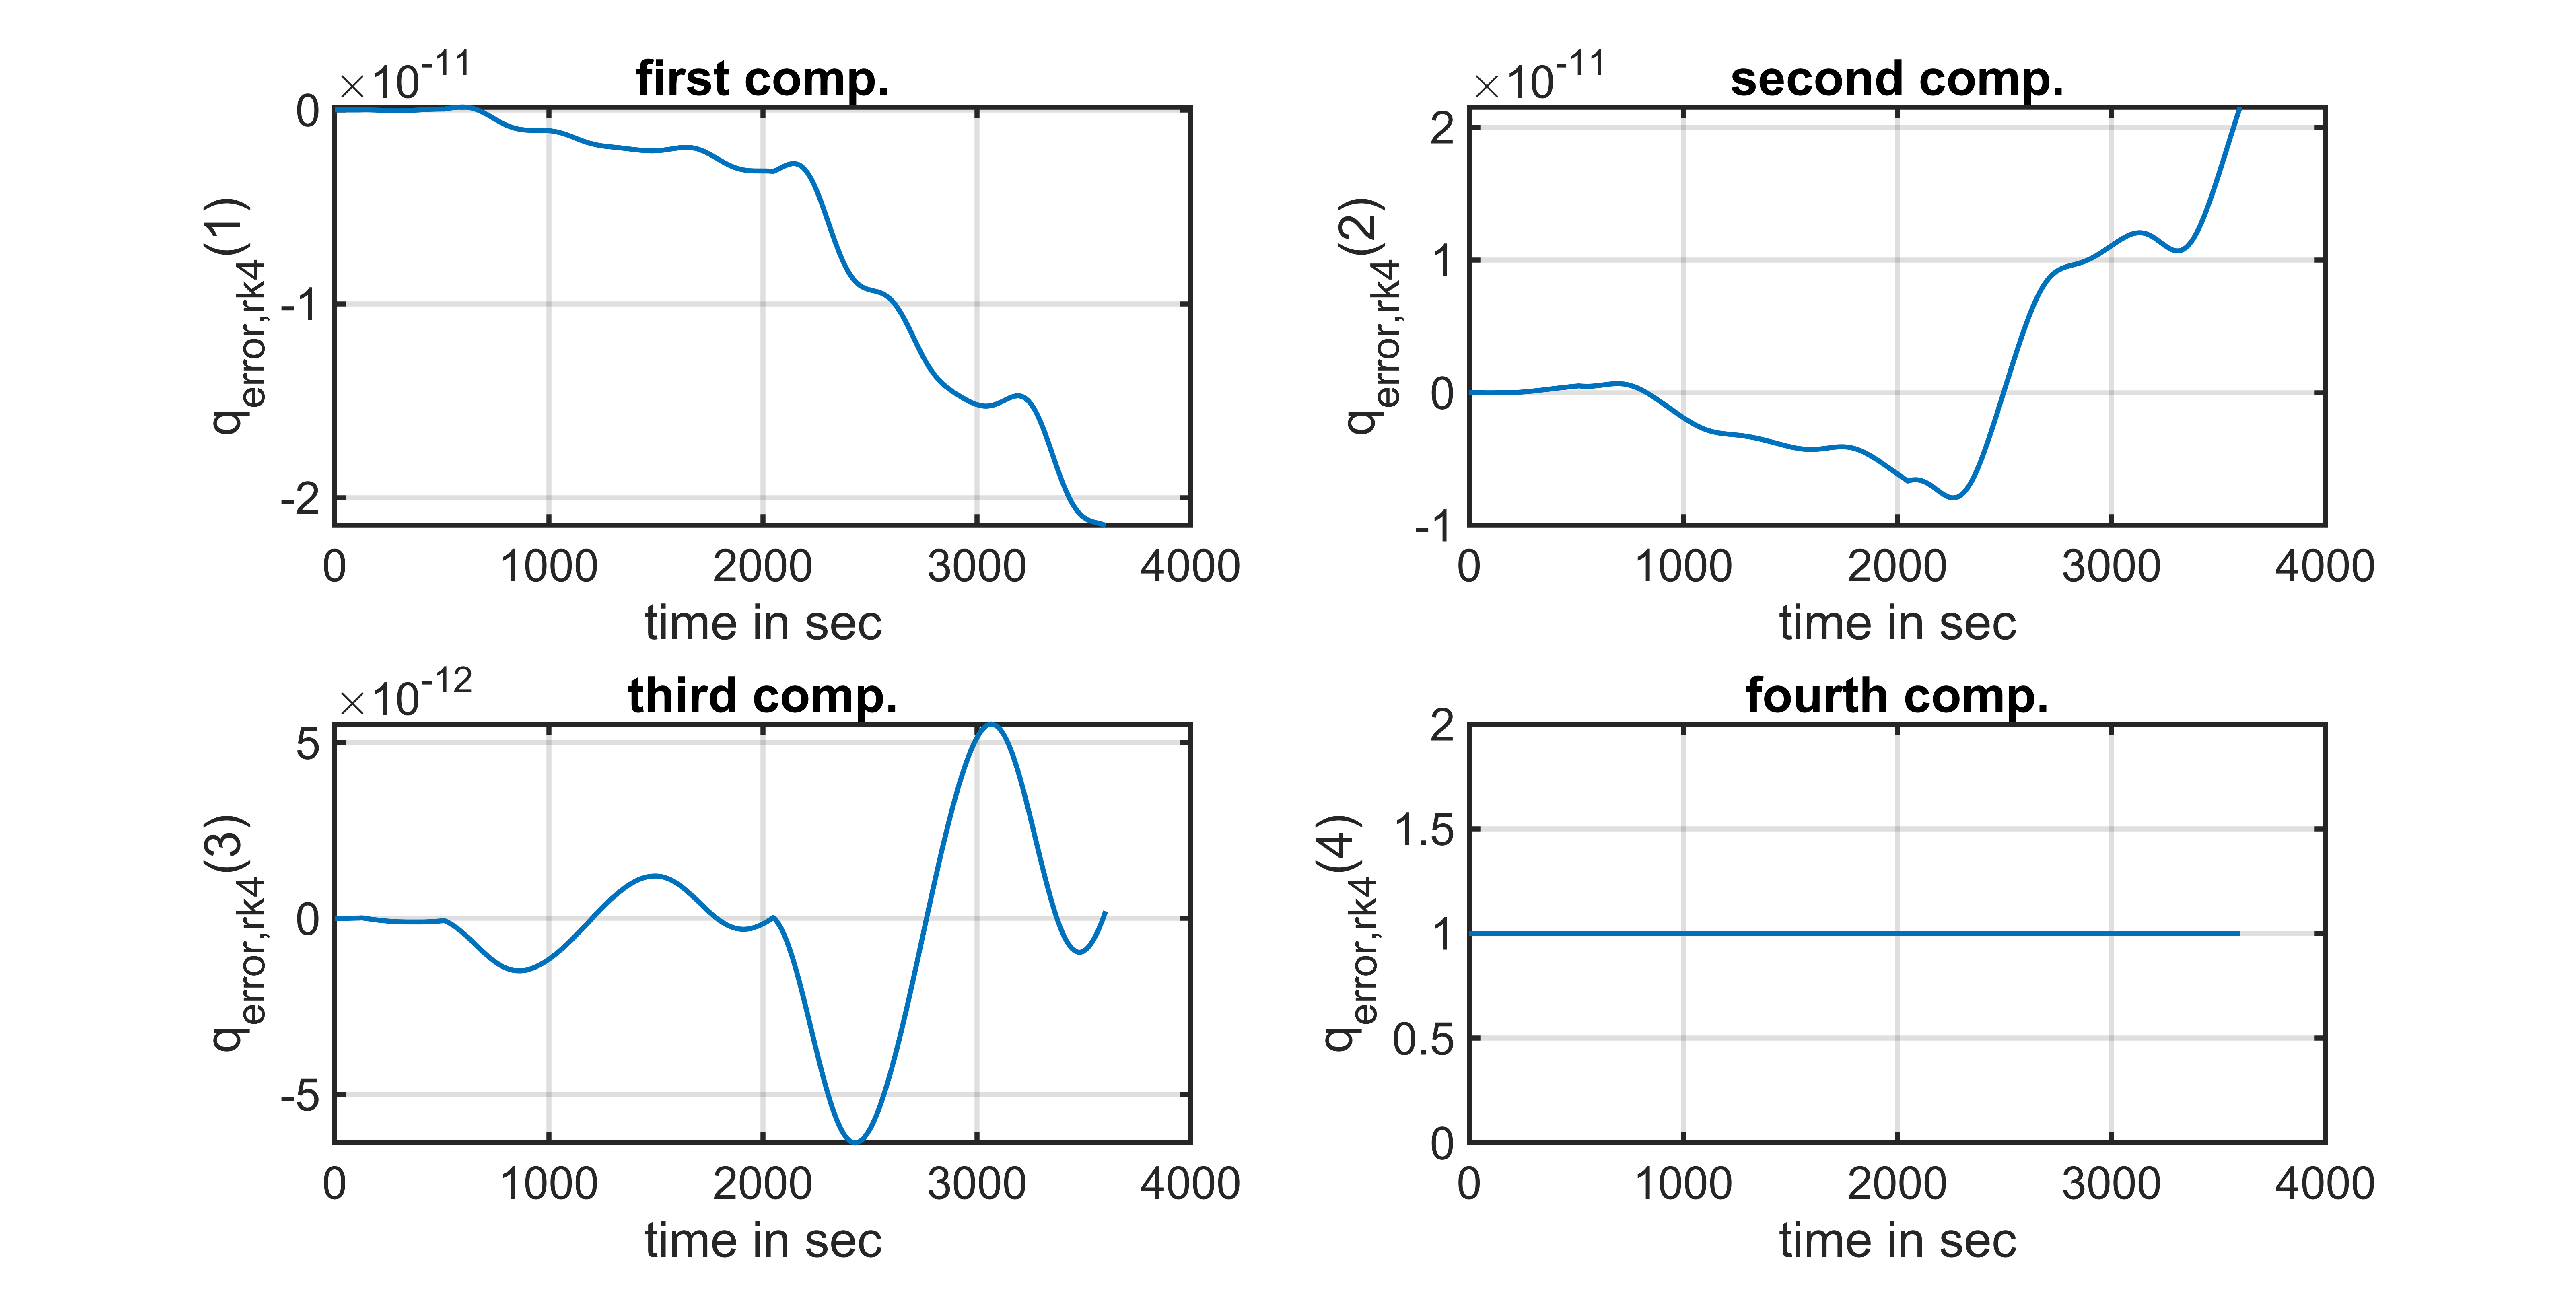 ×10-11
first comp.
0
-1
-2
qerror,rk4(1)
0 1000 2000 3000 4000
time in sec
×10-11
second comp.
2
1
0
-1
qerror,rk4(2)
0 1000 2000 3000 4000
time in sec
×10-12
third comp.
5
0
-5
qerror,rk4(3)
0 1000 2000 3000 4000
time in sec
fourth comp.
2
1.5
1
0.5
0
qerror,rk4(4)
0 1000 2000 3000 4000
time in sec